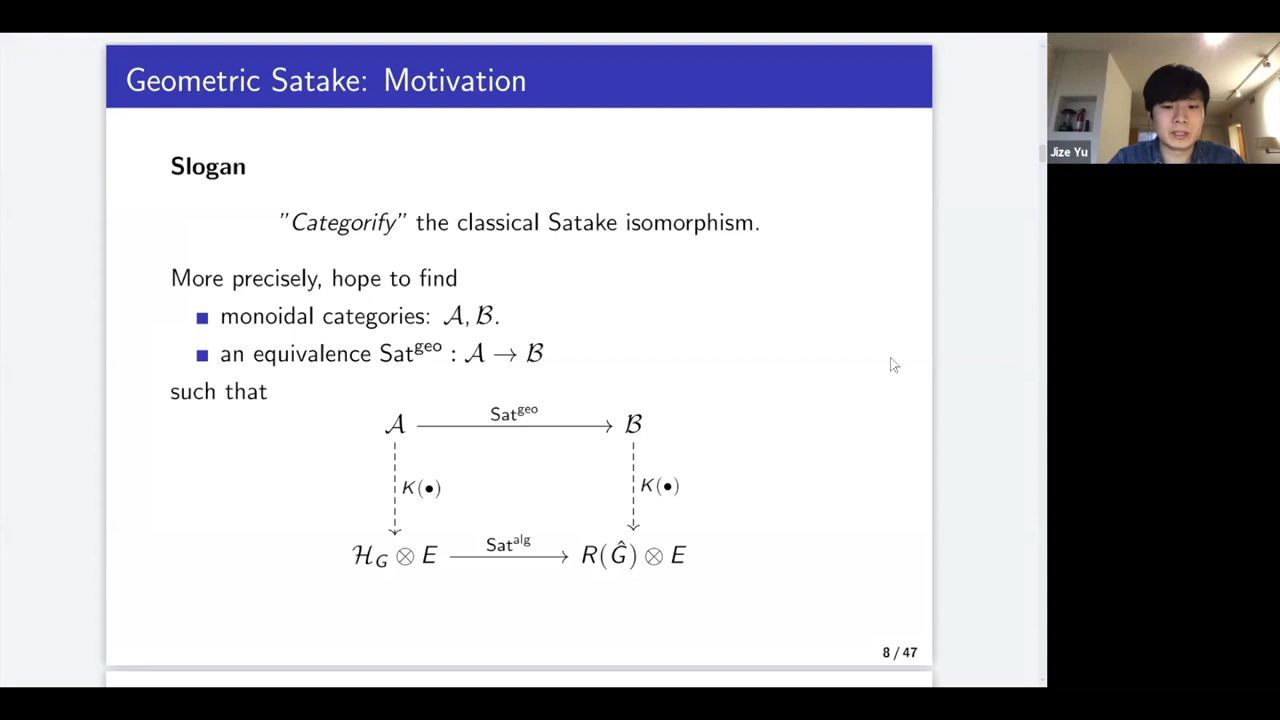 Geometric Satake: Motivation
Slogan
"Categorify" the classical Satake isomorphism.
More precisely, hope to find
monoidal categories: 𝒜, ℬ.
an equivalence Sat^geo : 𝒜 → ℬ
such that
𝒜 Sat^geo ℬ
K(•) K(•)
ℋ_G ⊗ E Sat^alg R(Ĝ) ⊗ E
8 / 47
Jize Yu